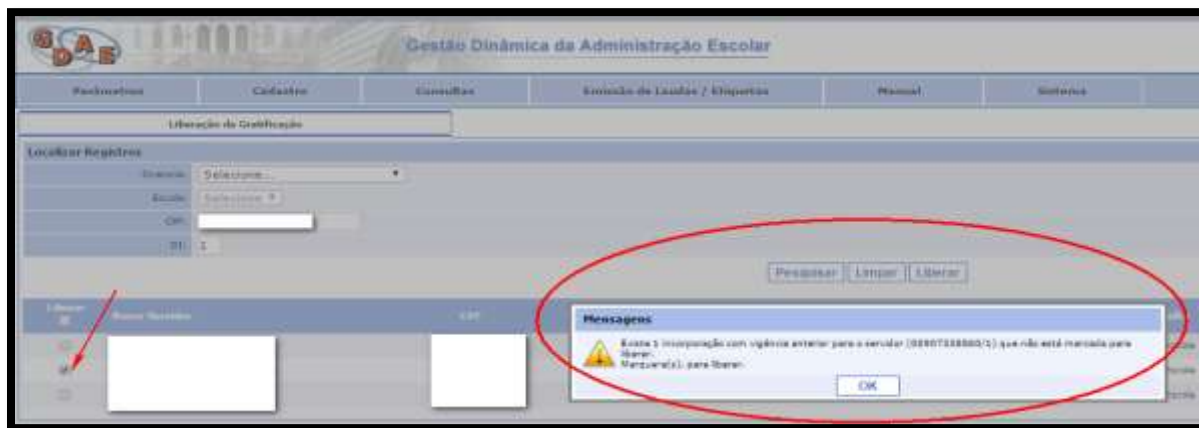 GDAE
Gestão Dinâmica da Administração Escolar
Parâmetros Cadastro Consultas Emissão de Laudas / Etiquetas Manual Sistema
Liberação da Gratificação
Localizar Registros
Diretoria: Selecione...
Escola: Selecione
CPF:
DI: 1
Pesquisar Limpar Liberar
Liberar Nome Servidor CPF
Mensagens
Existe 1 incorporação com vigência anterior para o servidor que não está marcada para
liberar.
Marque-a(s), para liberar.
OK